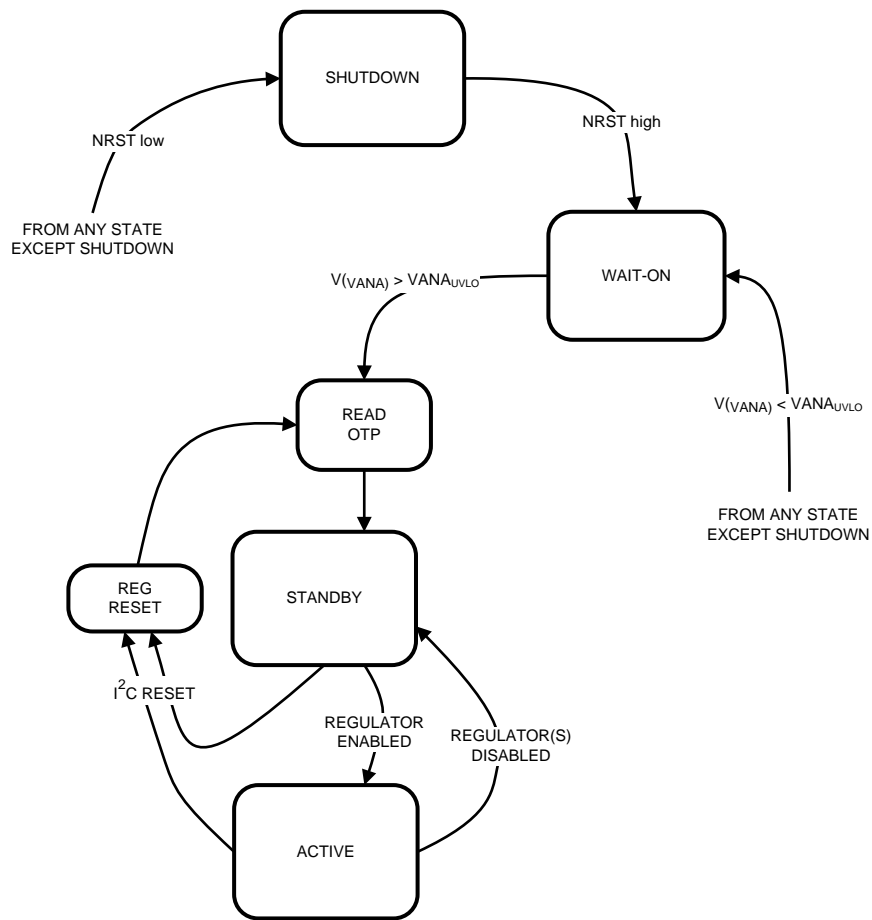 SHUTDOWN
NRST low
NRST high
FROM ANY STATE
EXCEPT SHUTDOWN
WAIT-ON
V(VANA) > VANAUVLO
READ
OTP
V(VANA) < VANAUVLO
FROM ANY STATE
EXCEPT SHUTDOWN
REG
RESET
STANDBY
I²C RESET
REGULATOR
ENABLED
REGULATOR(S)
DISABLED
ACTIVE